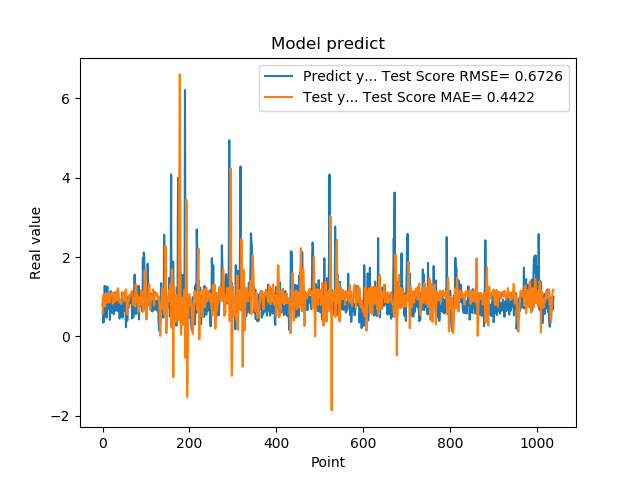 Model predict
Predict y... Test Score RMSE= 0.6726
Test y... Test Score MAE= 0.4422
Real value
6
4
2
0
−2
0 200 400 600 800 1000
Point